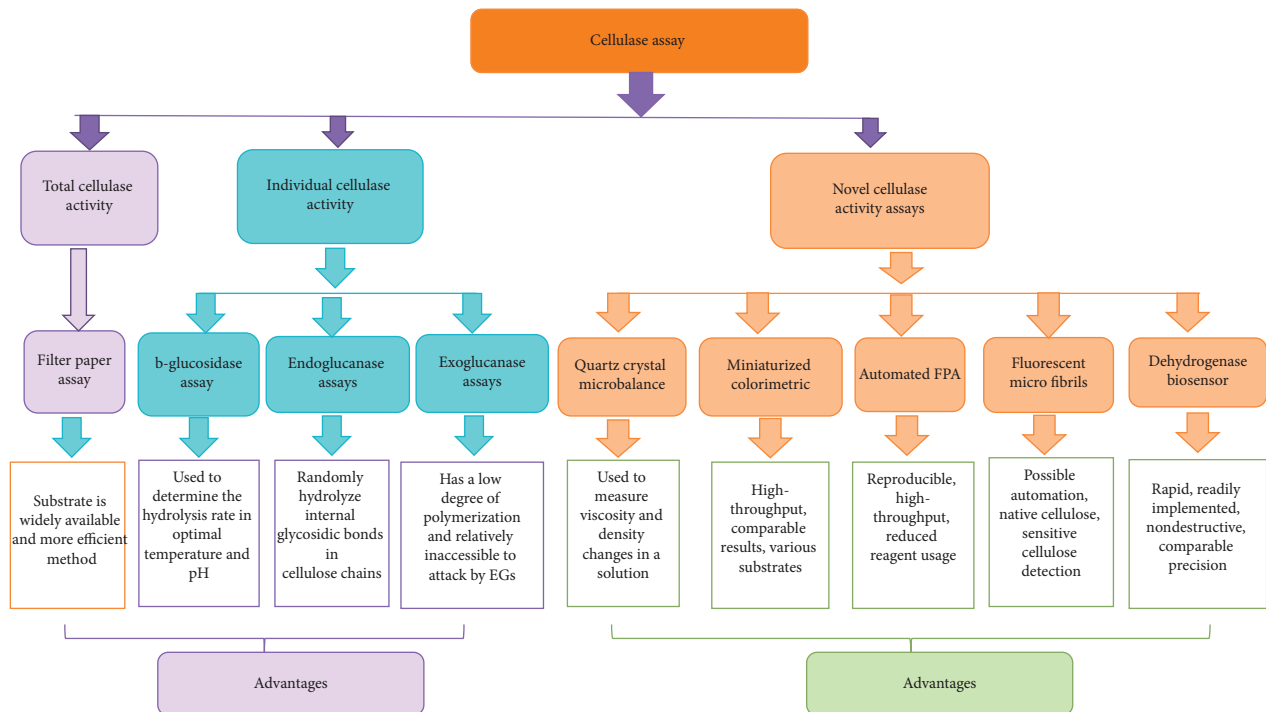 Cellulase assay
Total cellulase
activity
Individual cellulase
activity
Novel cellulase
activity assays
Filter paper
assay
b-glucosidase
assay
Endoglucanase
assays
Exoglucanase
assays
Quartz crystal
microbalance
Miniaturized
colorimetric
Automated FPA
Fluorescent
micro fibrils
Dehydrogenase
biosensor
Substrate is
widely available
and more efficient
method
Used to
determine the
hydrolysis rate in
optimal
temperature and
pH
Randomly
hydrolyze
internal
glycosidic bonds
in
cellulose chains
Has a low
degree of
polymerization
and relatively
inaccessible to
attack by EGs
Used to
measure
viscosity and
density
changes in a
solution
High-
throughput,
comparable
results, various
substrates
Reproducible,
high-
throughput,
reduced
reagent usage
Possible
automation,
native cellulose,
sensitive
cellulose
detection
Rapid, readily
implemented,
nondestructive,
comparable
precision
Advantages
Advantages